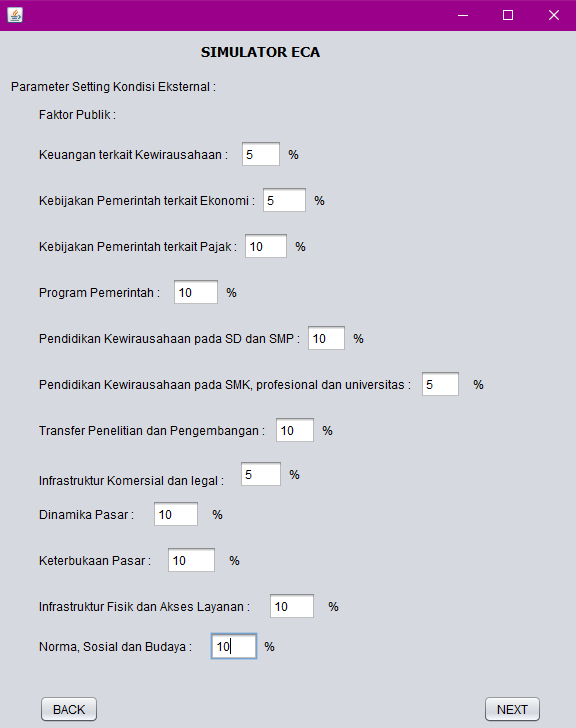 SIMULATOR ECA
Parameter Setting Kondisi Eksternal :
Faktor Publik :
Keuangan terkait Kewirausahaan : 5 %
Kebijakan Pemerintah terkait Ekonomi : 5 %
Kebijakan Pemerintah terkait Pajak : 10 %
Program Pemerintah : 10 %
Pendidikan Kewirausahaan pada SD dan SMP : 10 %
Pendidikan Kewirausahaan pada SMK, profesional dan universitas : 5 %
Transfer Penelitian dan Pengembangan : 10 %
Infrastruktur Komersial dan legal : 5 %
Dinamika Pasar : 10 %
Keterbukaan Pasar : 10 %
Infrastruktur Fisik dan Akses Layanan : 10 %
Norma, Sosial dan Budaya : 10 %
BACK NEXT